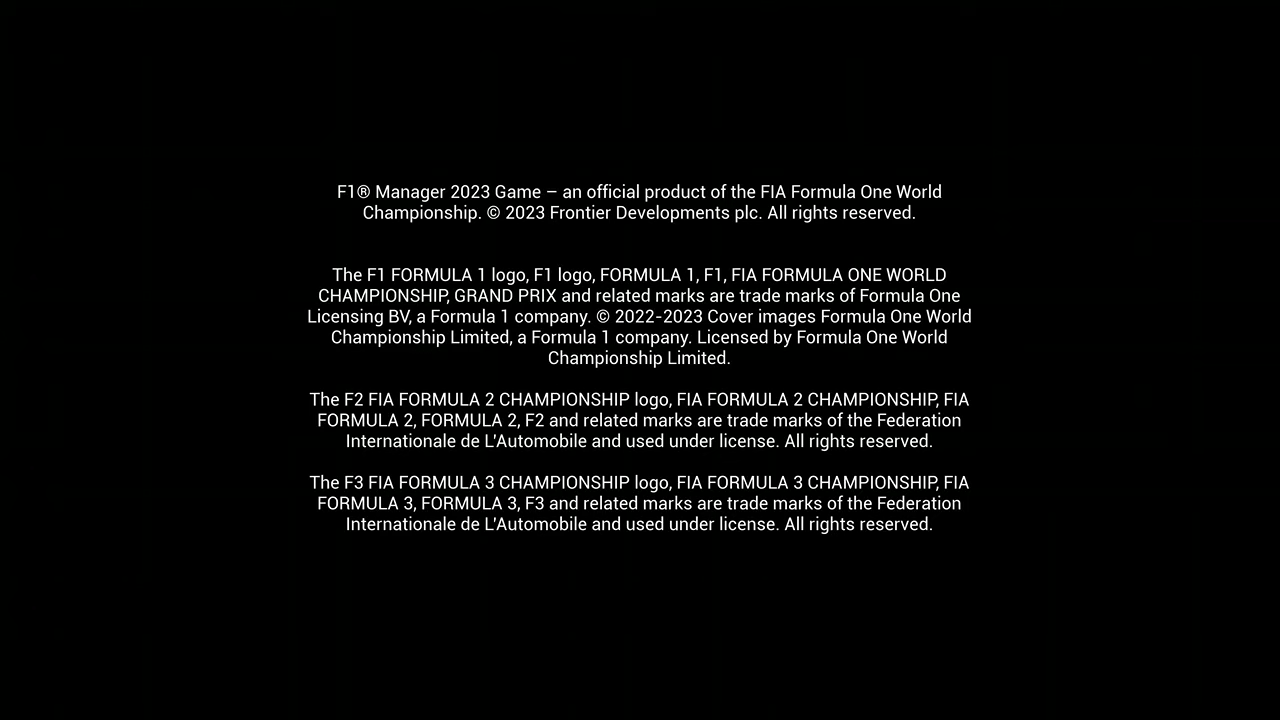 F1® Manager 2023 Game – an official product of the FIA Formula One World
Championship. © 2023 Frontier Developments plc. All rights reserved.
The F1 FORMULA 1 logo, F1 logo, FORMULA 1, F1, FIA FORMULA ONE WORLD
CHAMPIONSHIP, GRAND PRIX and related marks are trade marks of Formula One
Licensing BV, a Formula 1 company. © 2022-2023 Cover images Formula One World
Championship Limited, a Formula 1 company. Licensed by Formula One World
Championship Limited.
The F2 FIA FORMULA 2 CHAMPIONSHIP logo, FIA FORMULA 2 CHAMPIONSHIP, FIA
FORMULA 2, FORMULA 2, F2 and related marks are trade marks of the Federation
Internationale de L'Automobile and used under license. All rights reserved.
The F3 FIA FORMULA 3 CHAMPIONSHIP logo, FIA FORMULA 3 CHAMPIONSHIP, FIA
FORMULA 3, FORMULA 3, F3 and related marks are trade marks of the Federation
Internationale de L'Automobile and used under license. All rights reserved.